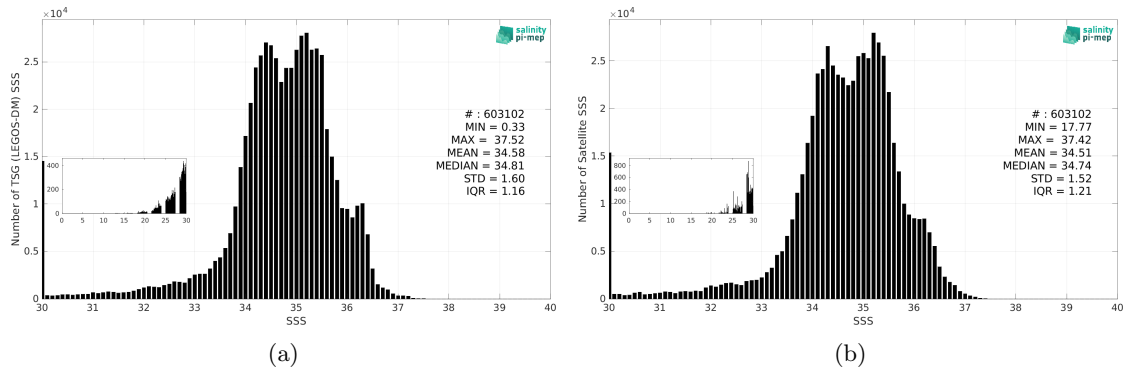 ×10⁴
salinity
pi-mep
3
2.5
2
1.5
1
0.5
0
Number of TSG (LEGOS-DM) SSS
# : 603102
MIN = 0.33
MAX = 37.52
MEAN = 34.58
MEDIAN = 34.81
STD = 1.60
IQR = 1.16
400
200
0
0 5 10 15 20 25 30
30 31 32 33 34 35 36 37 38 39 40
SSS
(a)
×10⁴
salinity
pi-mep
3
2.5
2
1.5
1
0.5
0
Number of Satellite SSS
# : 603102
MIN = 17.77
MAX = 37.42
MEAN = 34.51
MEDIAN = 34.74
STD = 1.52
IQR = 1.21
800
600
400
200
0
0 5 10 15 20 25 30
30 31 32 33 34 35 36 37 38 39 40
SSS
(b)